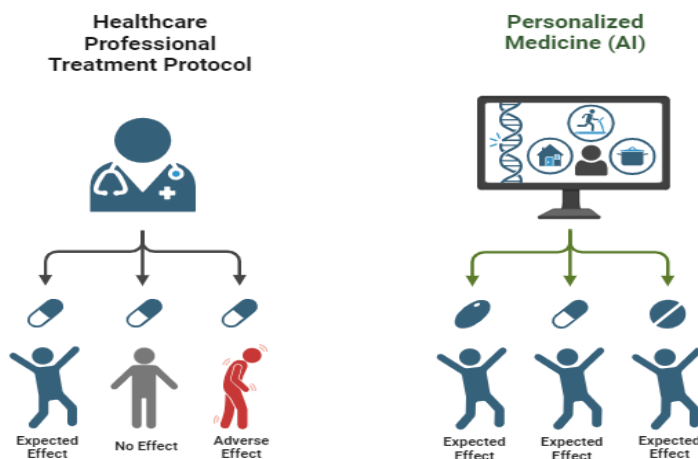 Healthcare
Professional
Treatment Protocol
Personalized
Medicine (AI)
Expected
Effect
No Effect
Adverse
Effect
Expected
Effect
Expected
Effect
Expected
Effect